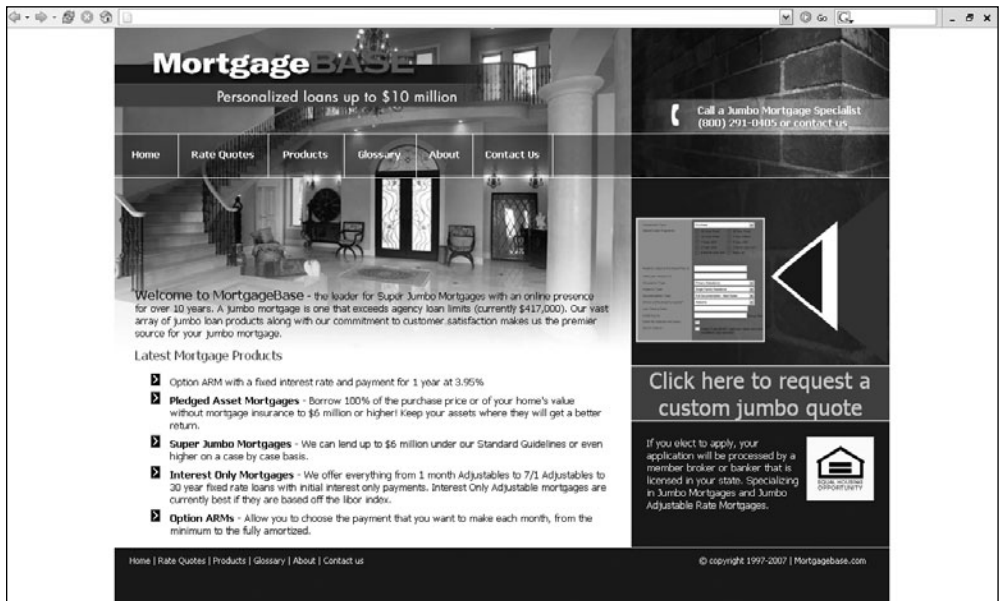 Go
G
MortgageBASE
Personalized loans up to $10 million
Call a Jumbo Mortgage Specialist
(800) 291-0405 or contact us
Home
Rate Quotes
Products
Glossary
About
Contact Us
Welcome to MortgageBase - the leader for Super Jumbo Mortgages with an online presence
for over 10 years. A jumbo mortgage is one that exceeds agency loan limits (currently $417,000). Our vast
array of jumbo loan products along with our commitment to customer satisfaction makes us the premier
source for your jumbo mortgage.
Latest Mortgage Products
Option ARM with a fixed interest rate and payment for 1 year at 3.95%
Pledged Asset Mortgages - Borrow 100% of the purchase price or of your home's value
without mortgage insurance to $6 million or higher! Keep your assets where they will get a better
return.
Super Jumbo Mortgages - We can lend up to $6 million under our Standard Guidelines or even
higher on a case by case basis.
Interest Only Mortgages - We offer everything from 1 month Adjustables to 7/1 Adjustables to
30 year fixed rate loans with initial interest only payments. Interest Only Adjustable mortgages are
currently best if they are based off the libor index.
Option ARMs - Allow you to choose the payment that you want to make each month, from the
minimum to the fully amortized.
Click here to request a
custom jumbo quote
If you elect to apply, your
application will be processed by a
member broker or banker that is
licensed in your state. Specializing
in Jumbo Mortgages and Jumbo
Adjustable Rate Mortgages.
EQUAL HOUSING
OPPORTUNITY
Home | Rate Quotes | Products | Glossary | About | Contact us
© copyright 1997-2007 | Mortgagebase.com